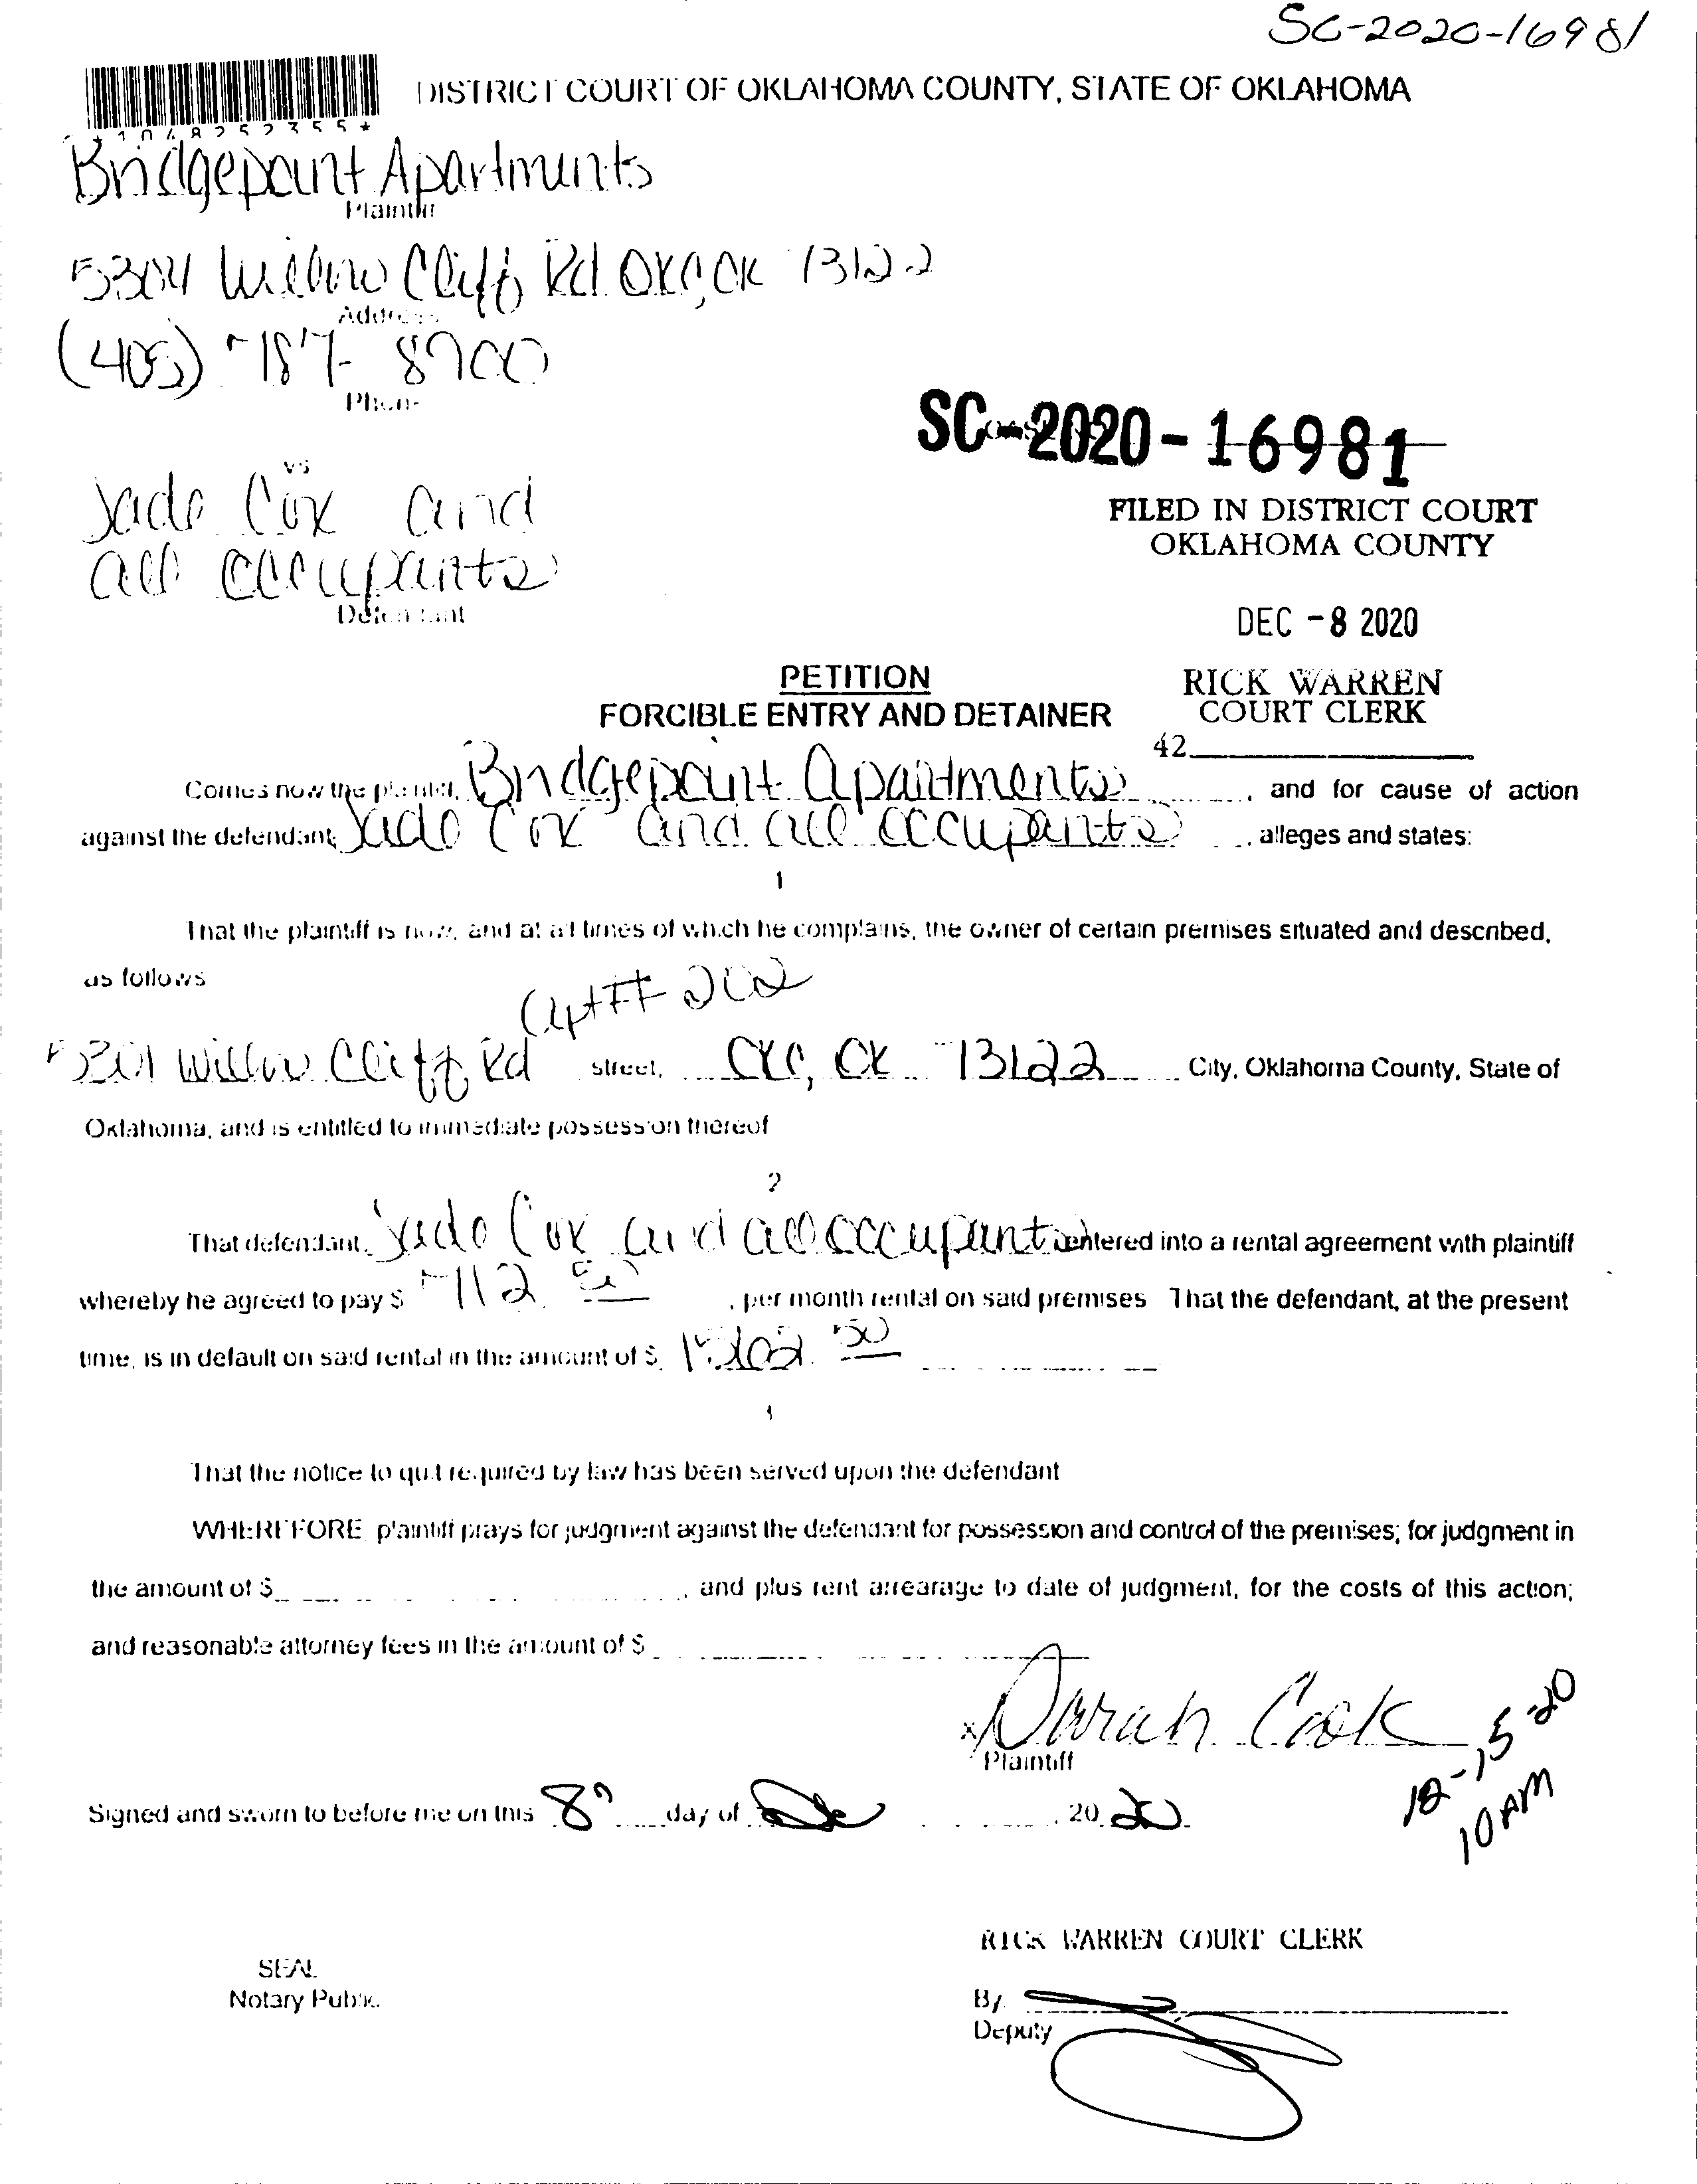 SC-2020-16981
DISTRICT COURT OF OKLAHOMA COUNTY, STATE OF OKLAHOMA
*1048252355*
Bridgepoint Apartments
Plaintiff
5304 Willow Cliff Rd OKC, OK 73122
Address
(405) 787-8900
Phone
SC-2020-16981
vs
FILED IN DISTRICT COURT
OKLAHOMA COUNTY
Jade Cox and
all occupants
Defendant
DEC -8 2020
PETITION
RICK WARREN
FORCIBLE ENTRY AND DETAINER
COURT CLERK
42
Comes now the plaintiff, Bridgepoint Apartments, and for cause of action
against the defendant, Jade Cox and all occupants, alleges and states:
1
That the plaintiff is now, and at all times of which he complains, the owner of certain premises situated and described,
as follows
Apt# 202
Willow Cliff Rd street, OKC, OK 73122 City, Oklahoma County, State of
Oklahoma, and is entitled to immediate possession thereof
2
That defendant, Jade Cox and all occupants entered into a rental agreement with plaintiff
whereby he agreed to pay $ 712 , per month rental on said premises That the defendant, at the present
time, is in default on said rental in the amount of $
That the notice to quit required by law has been served upon the defendant
WHEREFORE plaintiff prays for judgment against the defendant for possession and control of the premises; for judgment in
the amount of $ , and plus rent arrearage to date of judgment, for the costs of this action;
and reasonable attorney fees in the amount of $
x Cook
Plaintiff
12-15-20
10 AM
Signed and sworn to before me on this 8 day of Dec , 20 20
RICK WARREN COURT CLERK
SEAL
Notary Public
By
Deputy